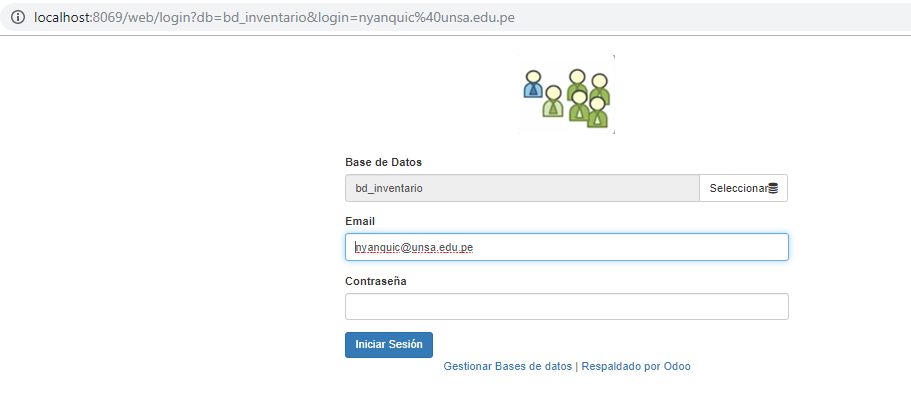 localhost:8069/web/login?db=bd_inventario&login=nyanquic%40unsa.edu.pe
Base de Datos
bd_inventario Seleccionar
Email
nyanquic@unsa.edu.pe
Contraseña
Iniciar Sesión
Gestionar Bases de datos | Respaldado por Odoo